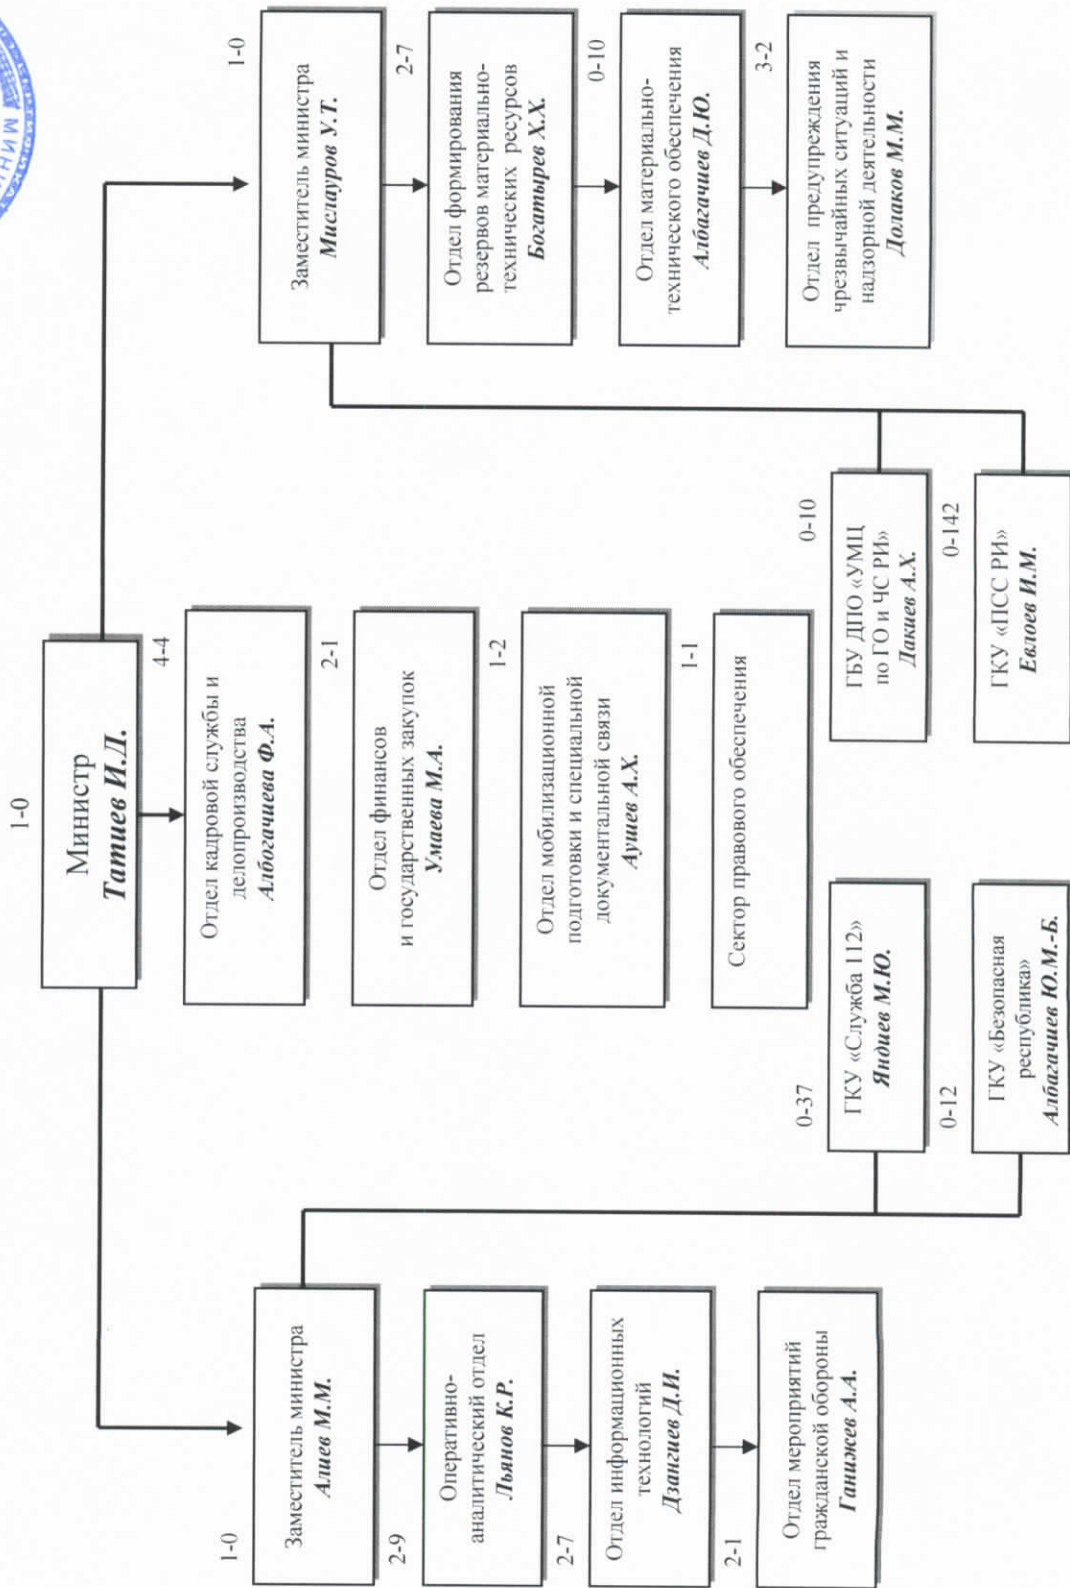 1-0
Министр
Татиев И.Д.
1-0
Заместитель министра
Алиев М.М.
2-9
Оперативно-
аналитический отдел
Льянов К.Р.
2-7
Отдел информационных
технологий
Дзангиев Д.И.
2-1
Отдел мероприятий
гражданской обороны
Ганижев А.А.
0-37
ГКУ «Служба 112»
Яндиев М.Ю.
0-12
ГКУ «Безопасная
республика»
Албагачиев Ю.М.-Б.
4-4
Отдел кадровой службы и
делопроизводства
Албогачиева Ф.А.
2-1
Отдел финансов
и государственных закупок
Умаева М.А.
1-2
Отдел мобилизационной
подготовки и специальной
документальной связи
Аушев А.Х.
1-1
Сектор правового обеспечения
0-10
ГБУ ДПО «УМЦ
по ГО и ЧС РИ»
Дакиев А.Х.
0-142
ГКУ «ПСС РИ»
Евлоев И.М.
1-0
Заместитель министра
Мислауров У.Т.
2-7
Отдел формирования
резервов материально-
технических ресурсов
Богатырев Х.Х.
0-10
Отдел материально-
технического обеспечения
Албагачиев Д.Ю.
3-2
Отдел предупреждения
чрезвычайных ситуаций и
надзорной деятельности
Долаков М.М.